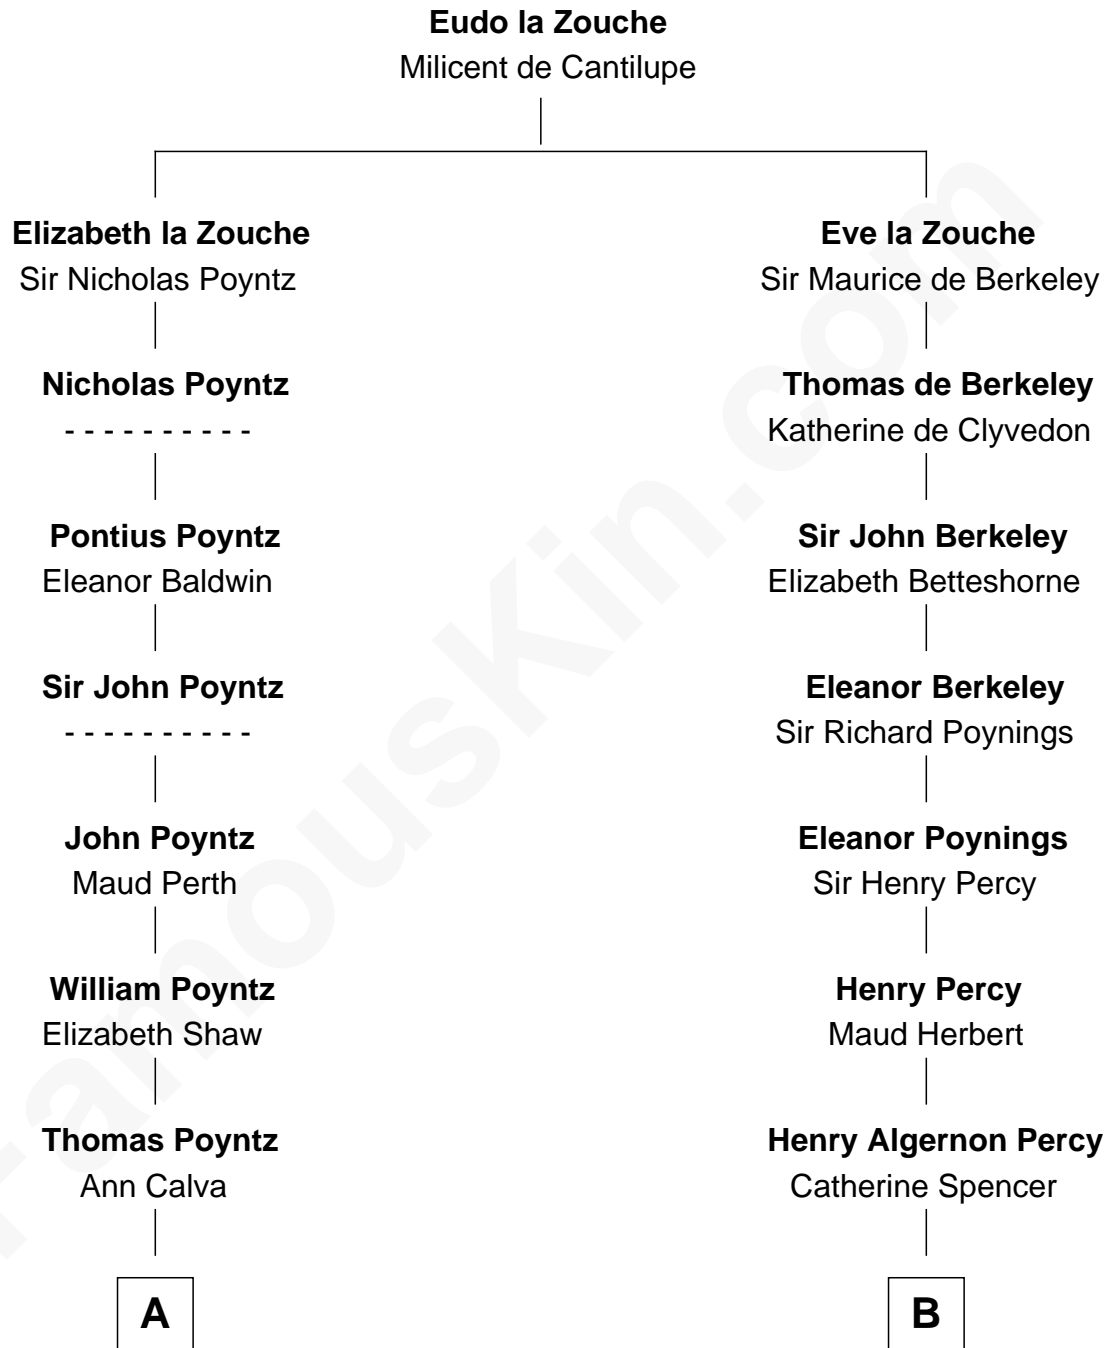 Eudo la Zouche
Milicent de Cantilupe
Elizabeth la Zouche
Sir Nicholas Poyntz
Nicholas Poyntz
- - - - - - - - - -
Pontius Poyntz
Eleanor Baldwin
Sir John Poyntz
- - - - - - - - - -
John Poyntz
Maud Perth
William Poyntz
Elizabeth Shaw
Thomas Poyntz
Ann Calva
A
Eve la Zouche
Sir Maurice de Berkeley
Thomas de Berkeley
Katherine de Clyvedon
Sir John Berkeley
Elizabeth Betteshorne
Eleanor Berkeley
Sir Richard Poynings
Eleanor Poynings
Sir Henry Percy
Henry Percy
Maud Herbert
Henry Algernon Percy
Catherine Spencer
B
FamousKin.com